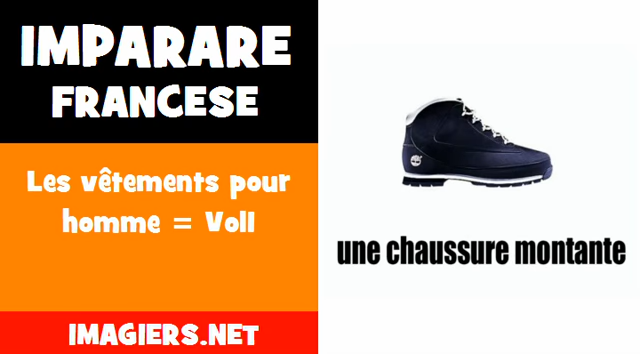 IMPARARE
FRANCESE
Les vêtements pour
homme = Voll
IMAGIERS.NET
une chaussure montante